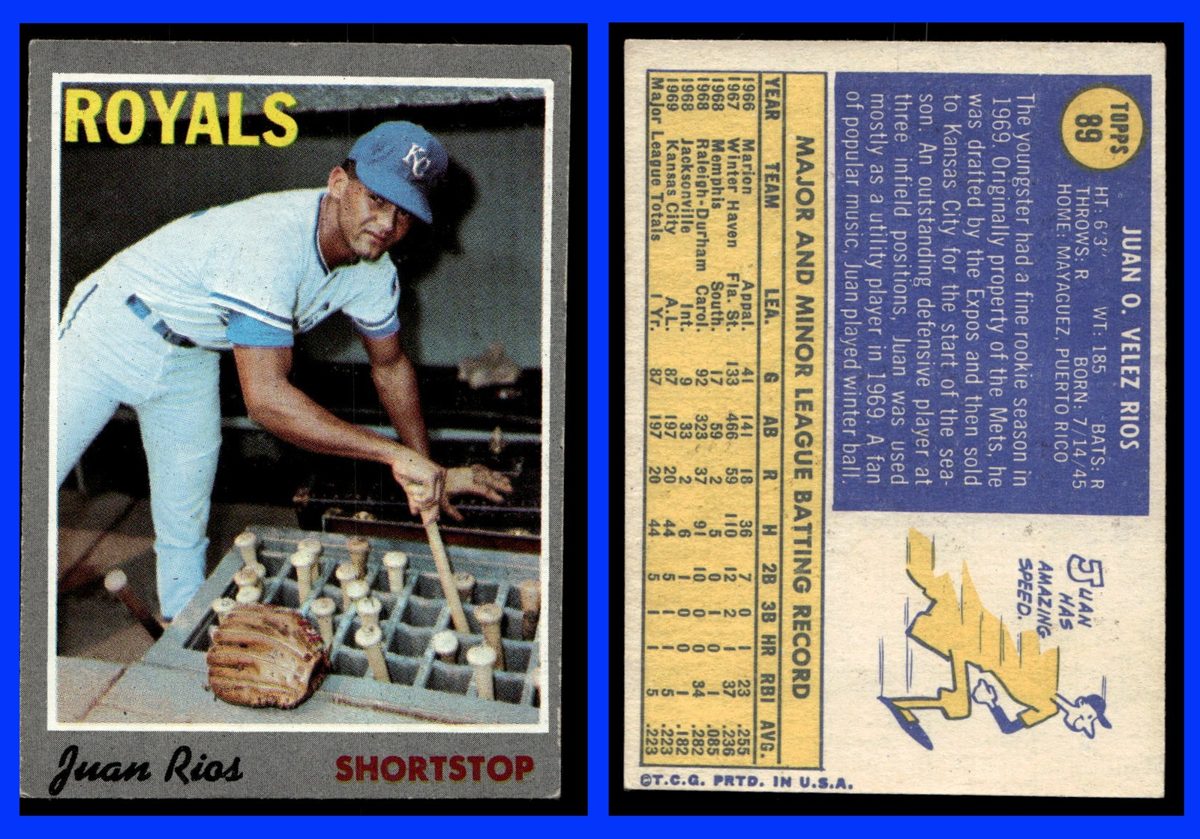 ROYALS
KC
Juan Rios
SHORTSTOP
TOPPS
89
JUAN O. VELEZ RIOS
HT: 6'3" WT: 185 BATS: R
THROWS: R BORN: 7/14/45
HOME: MAYAGUEZ, PUERTO RICO
The youngster had a fine rookie season in
1969. Originally property of the Mets, he
was drafted by the Expos and then sold
to Kansas City for the start of the sea-
son. An outstanding defensive player at
three infield positions, Juan was used
mostly as a utility player in 1969. A fan
of popular music, Juan played winter ball.
JUAN
HAS
AMAZING
SPEED.
MAJOR AND MINOR LEAGUE BATTING RECORD
YEAR TEAM LEA. G AB R H 2B 3B HR RBI AVG.
1966 Marion Appal. 41 141 18 36 7 0 1 23 .255
1967 Winter Haven Fla. St. 133 466 59 110 12 2 1 37 .236
1968 Memphis South. 17 59 2 5 0 0 0 1 .085
1968 Raleigh-Durham Carol. 92 323 37 91 10 1 1 34 .282
1968 Jacksonville Int. 9 33 2 6 1 0 0 1 .182
1969 Kansas City A.L. 87 197 20 44 5 1 1 5 .223
Major League Totals 1 Yr. 87 197 20 44 5 1 1 5 .223
©T.C.G. PRTD. IN U.S.A.